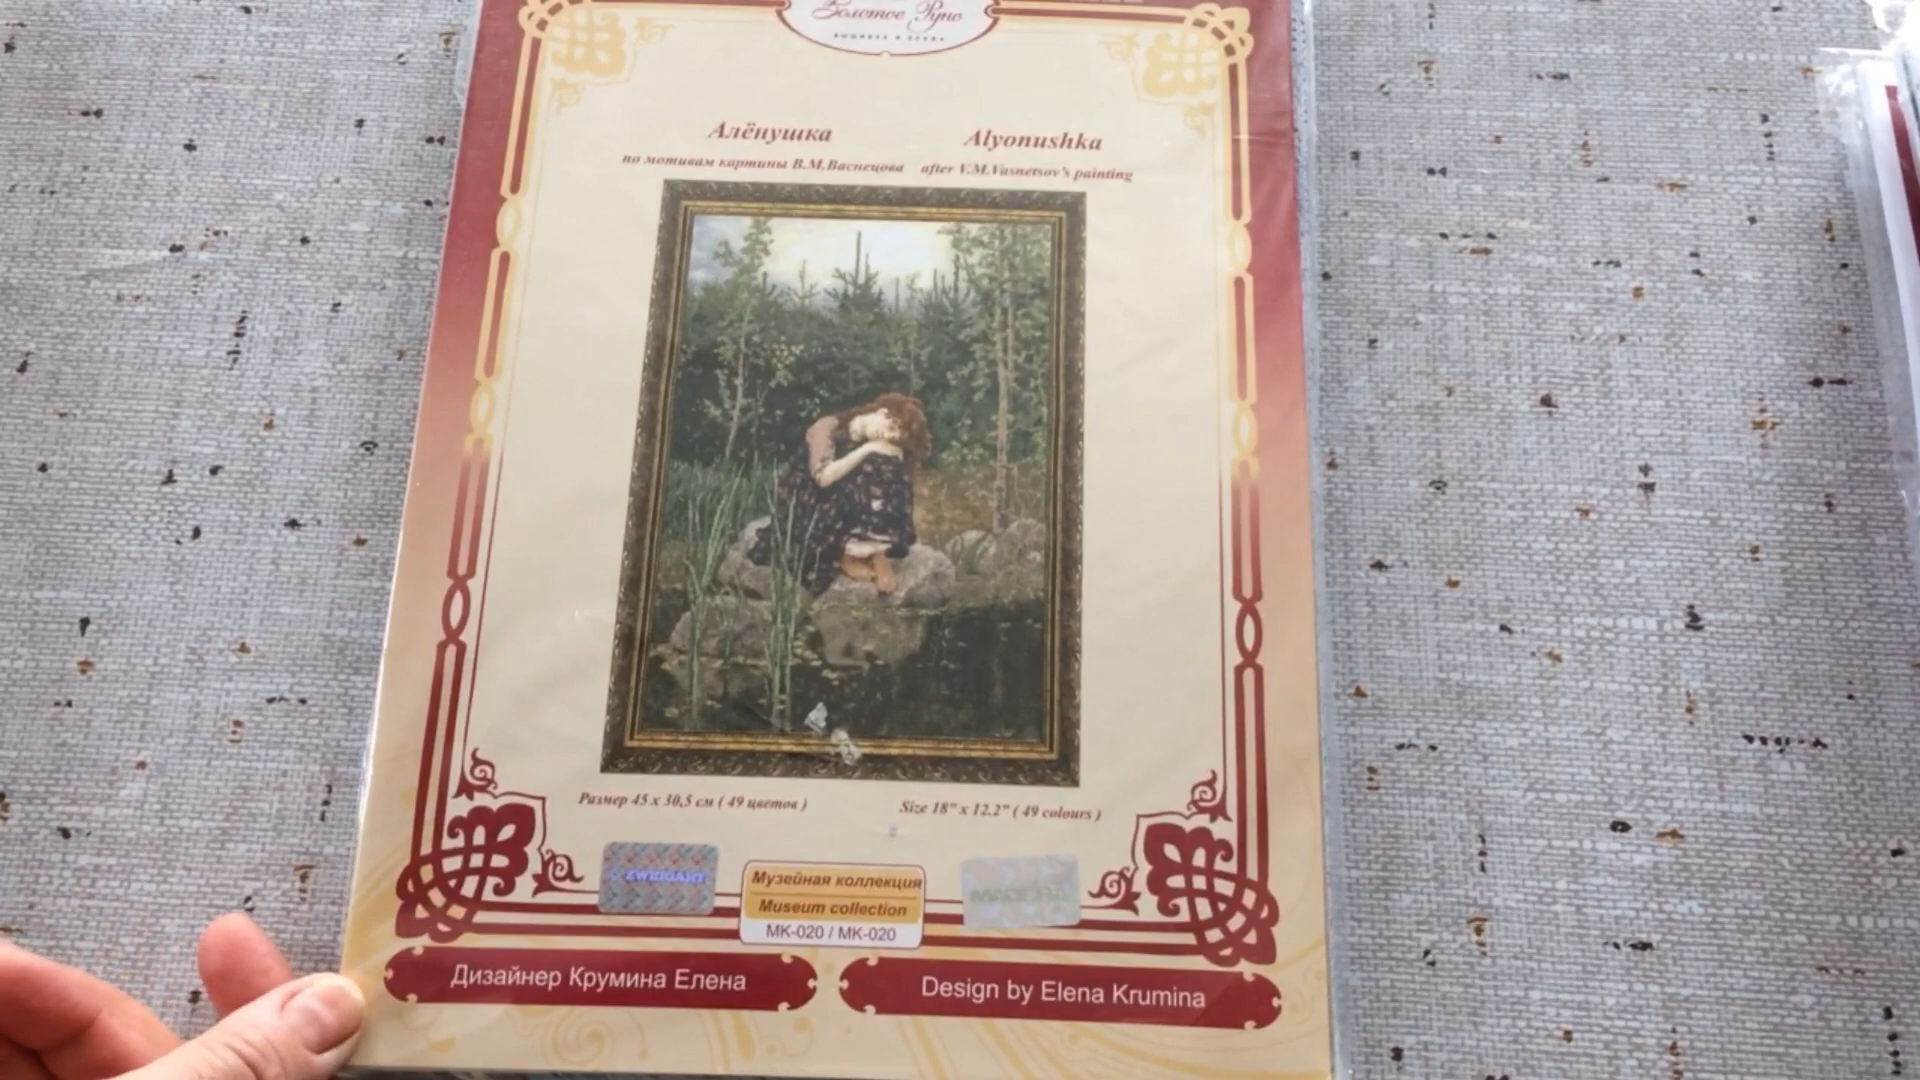 Золотое Руно
Алёнушка
по мотивам картины В.М.Васнецова
Alyonushka
after V.M.Vasnetsov's painting
Размер 45 x 30,5 см ( 49 цветов )
Size 18" x 12.2" ( 49 colours )
ZWEIGART
Музейная коллекция
Museum collection
МК-020 / MK-020
Дизайнер Крумина Елена
Design by Elena Krumina